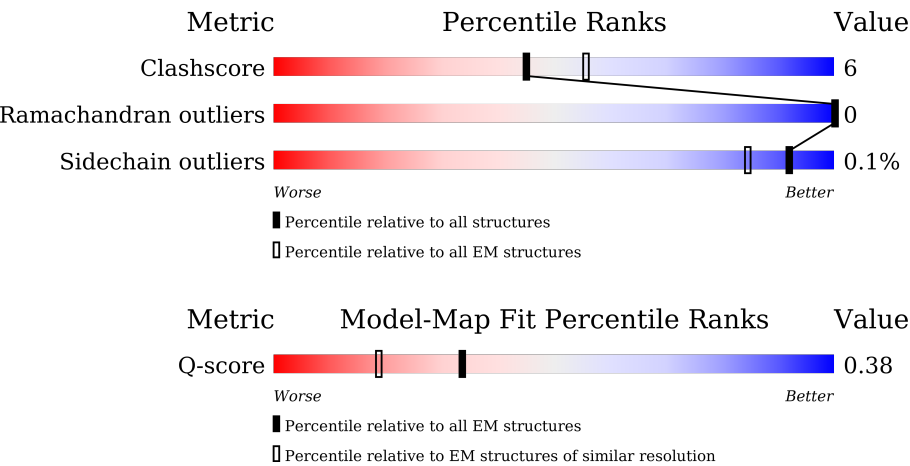 Metric Percentile Ranks Value
Clashscore 6
Ramachandran outliers 0
Sidechain outliers 0.1%
Worse Better
Percentile relative to all structures
Percentile relative to all EM structures
Metric Model-Map Fit Percentile Ranks Value
Q-score 0.38
Worse Better
Percentile relative to all EM structures
Percentile relative to EM structures of similar resolution